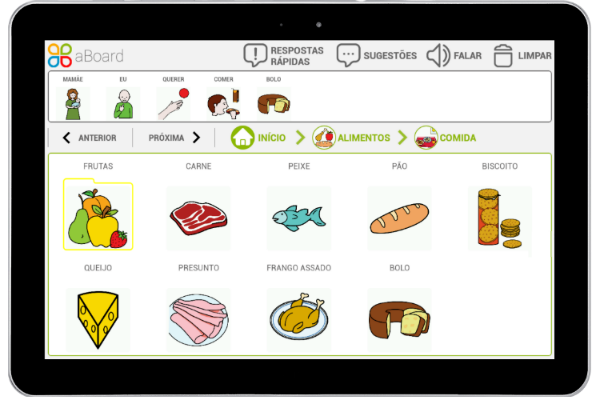 aBoard
RESPOSTAS
RÁPIDAS
SUGESTÕES
FALAR
LIMPAR
MAMÃE EU QUERER COMER BOLO
ANTERIOR PRÓXIMA INÍCIO ALIMENTOS COMIDA
FRUTAS CARNE PEIXE PÃO BISCOITO
QUEIJO PRESUNTO FRANGO ASSADO BOLO